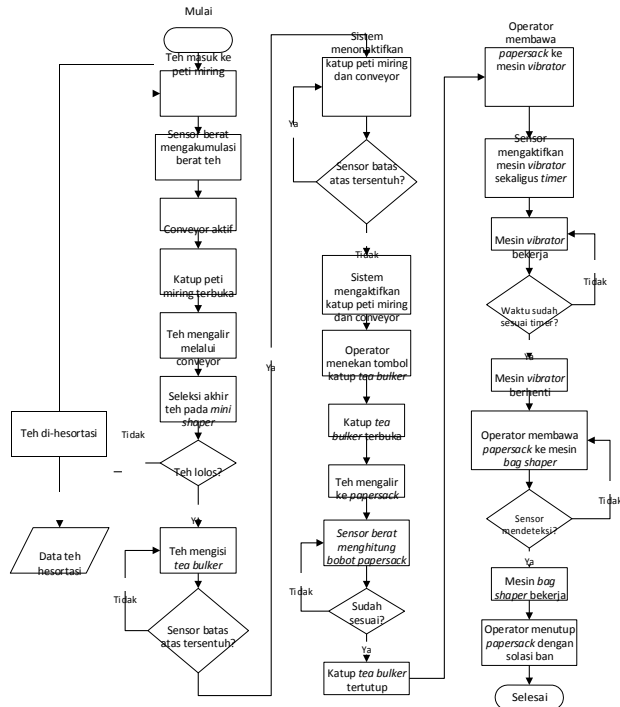 Mulai
Teh masuk ke
peti miring
Sensor berat
mengakumulasi
berat teh
Conveyor aktif
Katup peti
miring terbuka
Teh mengalir
melalui
conveyor
Seleksi akhir
teh pada mini
shaper
Teh di-hesortasi
Tidak
Teh lolos?
Data teh
hesortasi
Ya
Teh mengisi
tea bulker
Tidak
Sensor batas
atas tersentuh?
Ya
Sistem
menonaktifkan
katup peti miring
dan conveyor
Ya
Sensor batas
atas tersentuh?
Tidak
Sistem
mengaktifkan
katup peti miring
dan conveyor
Operator
menekan tombol
katup tea bulker
Katup tea
bulker terbuka
Teh mengalir
ke papersack
Sensor berat
menghitung
bobot papersack
Tidak
Sudah
sesuai?
Ya
Katup tea bulker
tertutup
Operator
membawa
papersack ke
mesin vibrator
Sensor
mengaktifkan
mesin vibrator
sekaligus timer
Mesin vibrator
bekerja
Tidak
Waktu sudah
sesuai timer?
Ya
Mesin vibrator
berhenti
Operator membawa
papersack ke mesin
bag shaper
Tidak
Sensor
mendeteksi?
Ya
Mesin bag
shaper bekerja
Operator menutup
papersack dengan
solasi ban
Selesai